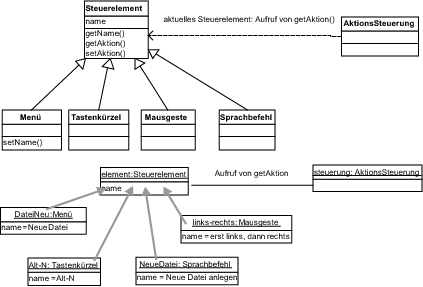 Steuerelement
name
getName()
getAktion()
setAktion()
aktuelles Steuerelement: Aufruf von getAktion()
AktionsSteuerung
Menü
setName()
Tastenkürzel
Mausgeste
Sprachbefehl
element:Steuerelement
name
Aufruf von getAktion
steuerung: AktionsSteuerung
DateiNeu:Menü
name=NeueDatei
links-rechts: Mausgeste
name = erst links, dann rechts
Alt-N: Tastenkürzel
name =Alt-N
NeueDatei: Sprachbefehl
name = Neue Datei anlegen